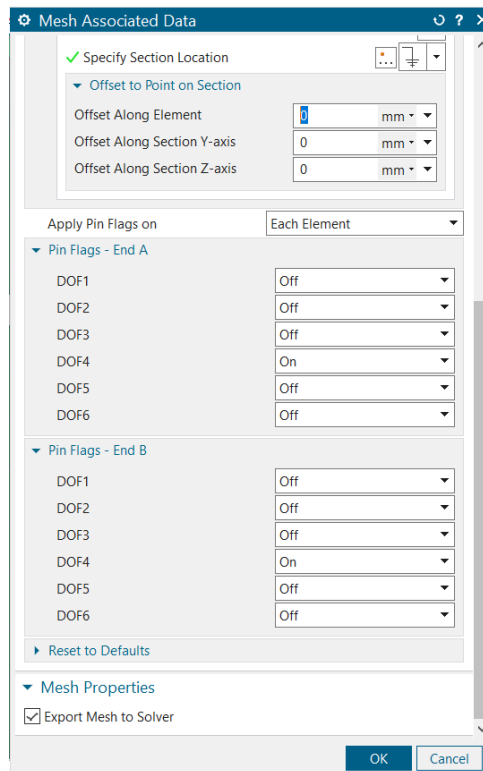 Mesh Associated Data
Specify Section Location
Offset to Point on Section
Offset Along Element 0 mm
Offset Along Section Y-axis 0 mm
Offset Along Section Z-axis 0 mm
Apply Pin Flags on Each Element
Pin Flags - End A
DOF1 Off
DOF2 Off
DOF3 Off
DOF4 On
DOF5 Off
DOF6 Off
Pin Flags - End B
DOF1 Off
DOF2 Off
DOF3 Off
DOF4 On
DOF5 Off
DOF6 Off
Reset to Defaults
Mesh Properties
Export Mesh to Solver
OK Cancel